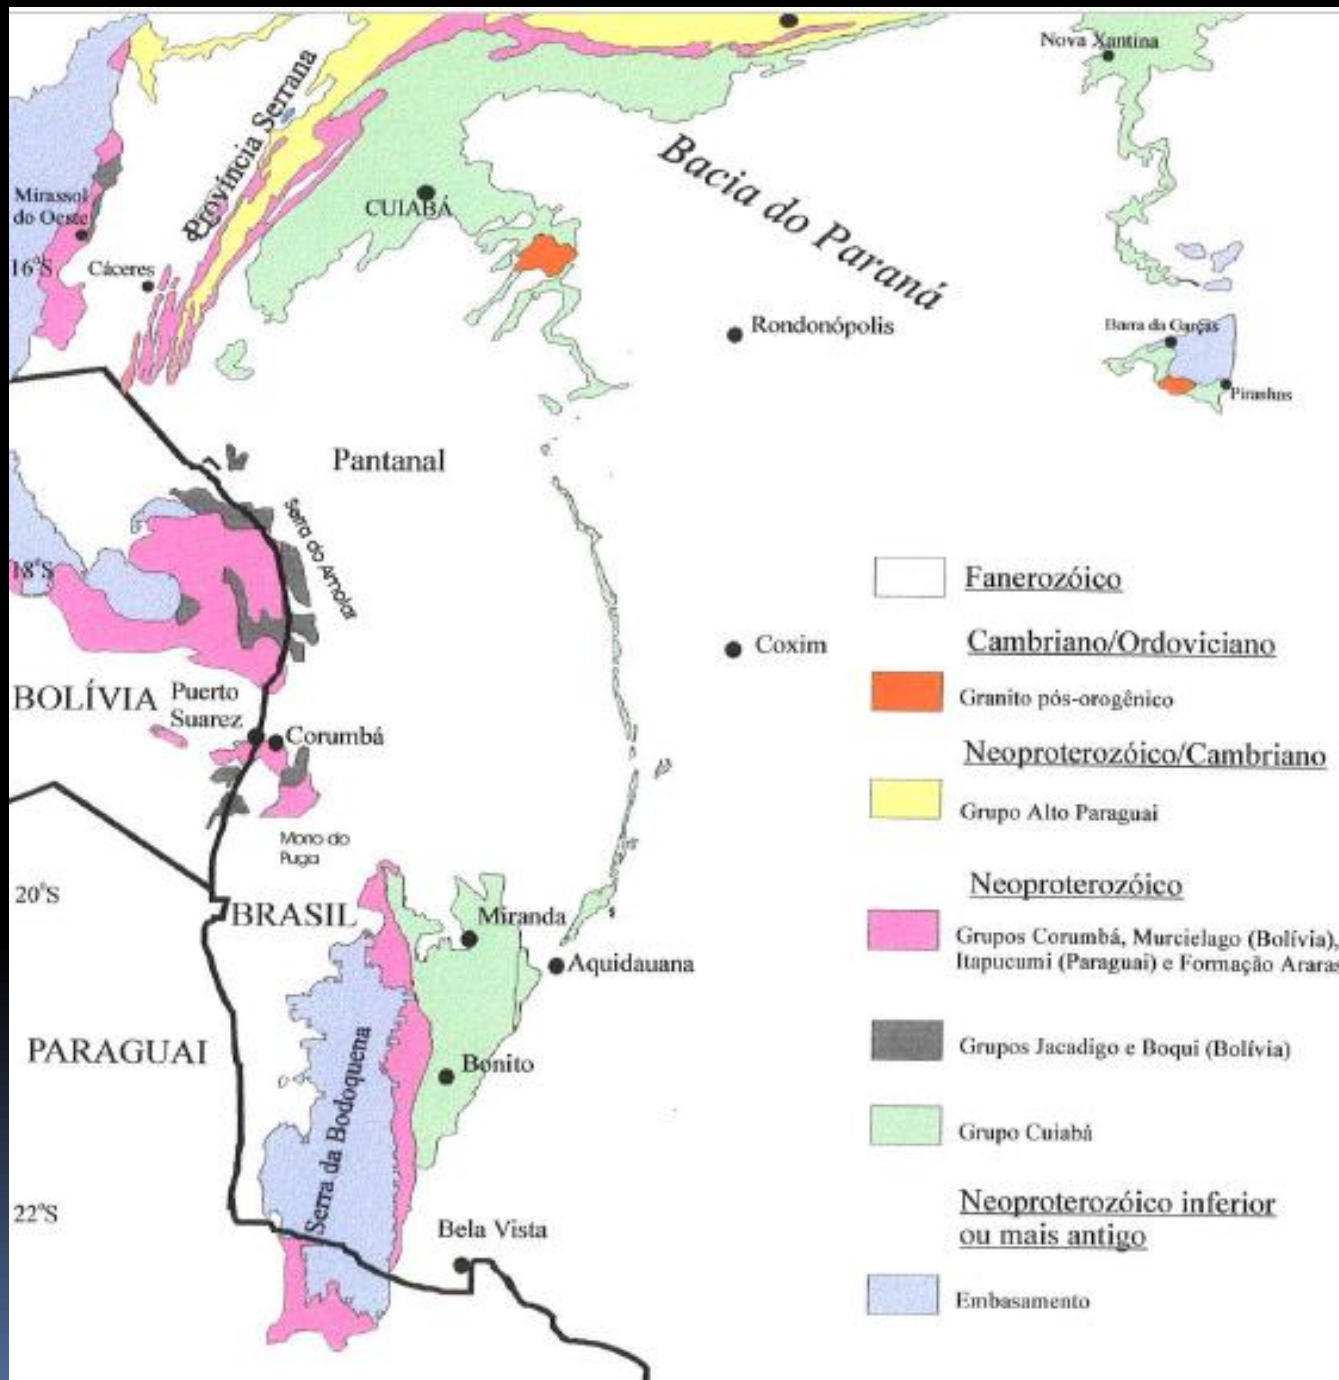 Nova Xantina
Província Serrana
Bacia do Paraná
Mirassol
do Oeste
CUIABÁ
16°S
Cáceres
Rondonópolis
Barra da Garças
Piranhas
Pantanal
Serra do Amolar
18°S
Coxim
BOLÍVIA
Puerto
Suarez
Corumbá
Morro do
Puga
20°S
BRASIL
Miranda
Aquidauana
PARAGUAI
Bonito
Serra da Bodoquena
22°S
Bela Vista
Fanerozóico
Cambriano/Ordoviciano
Granito pós-orogênico
Neoproterozóico/Cambriano
Grupo Alto Paraguai
Neoproterozóico
Grupos Corumbá, Murcielago (Bolívia),
Itapucumi (Paraguai) e Formação Araras
Grupos Jacadigo e Boqui (Bolívia)
Grupo Cuiabá
Neoproterozóico inferior
ou mais antigo
Embasamento